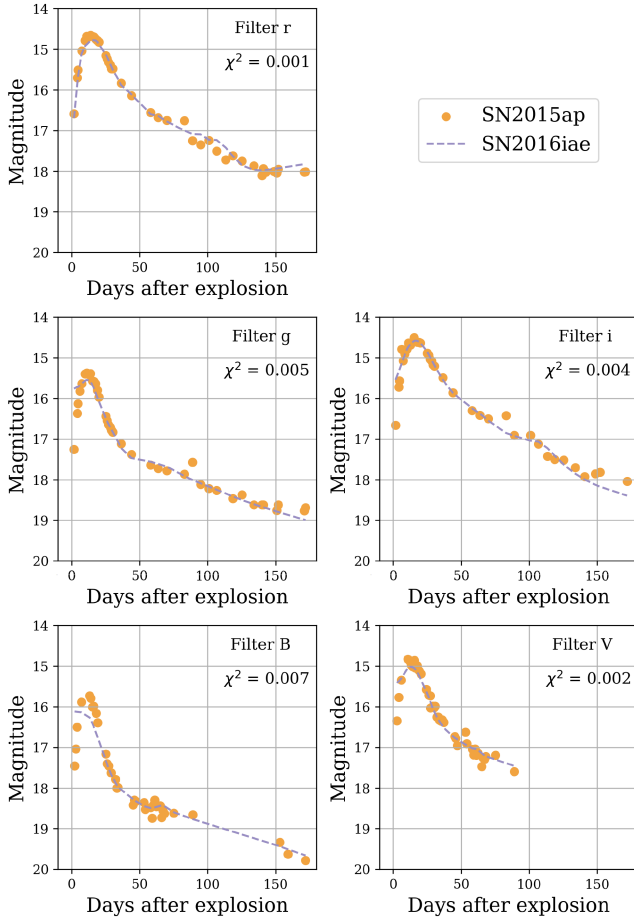 Filter r
χ² = 0.001
Magnitude
14
15
16
17
18
19
20
0
50
100
150
Days after explosion
SN2015ap
SN2016iae
Filter g
χ² = 0.005
Magnitude
14
15
16
17
18
19
20
0
50
100
150
Days after explosion
Filter i
χ² = 0.004
Magnitude
14
15
16
17
18
19
20
0
50
100
150
Days after explosion
Filter B
χ² = 0.007
Magnitude
14
15
16
17
18
19
20
0
50
100
150
Days after explosion
Filter V
χ² = 0.002
Magnitude
14
15
16
17
18
19
20
0
50
100
150
Days after explosion